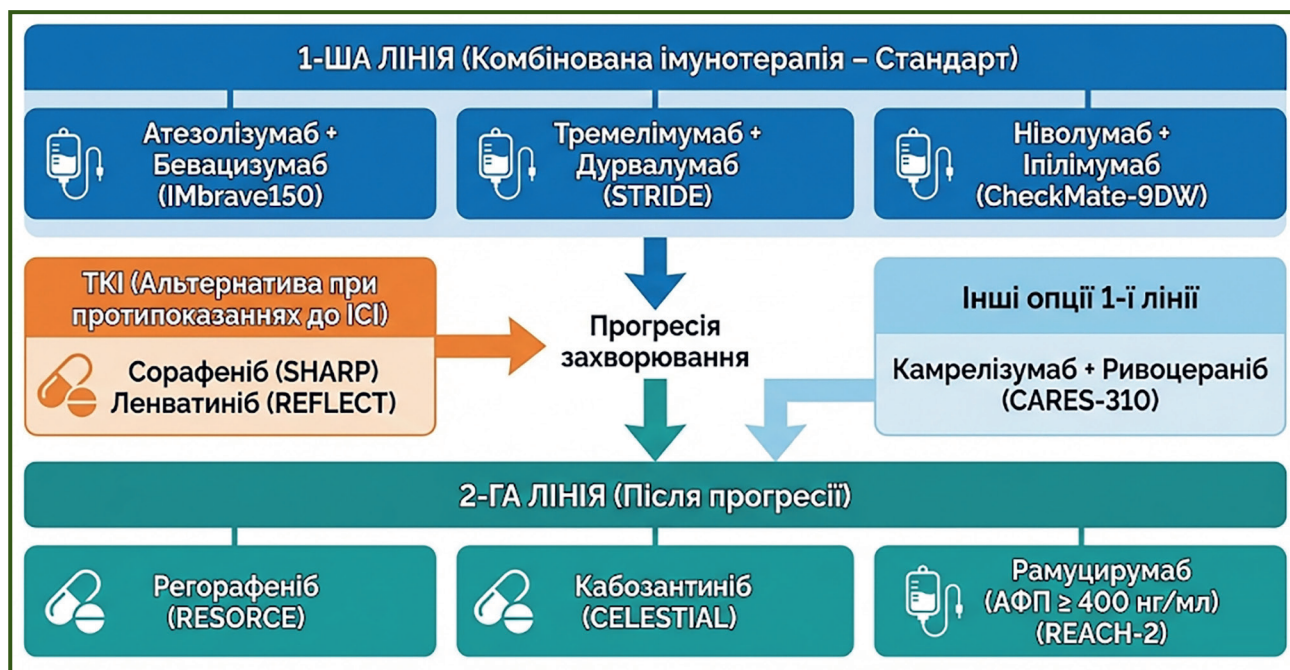 1-ША ЛІНІЯ (Комбінована імунотерапія – Стандарт)
Атезолізумаб +
Бевацизумаб
(IMbrave150)
Тремелімумаб +
Дурвалумаб
(STRIDE)
Ніволумаб +
Іпілімумаб
(CheckMate-9DW)
ТКІ (Альтернатива при
протипоказаннях до ICI)
Сорафеніб (SHARP)
Ленватиніб (REFLECT)
Прогресія
захворювання
Інші опції 1-ї лінії
Камрелізумаб + Ривоцераніб
(CARES-310)
2-ГА ЛІНІЯ (Після прогресії)
Регорафеніб
(RESORCE)
Кабозантиніб
(CELESTIAL)
Рамуцирумаб
(АФП ≥ 400 нг/мл)
(REACH-2)